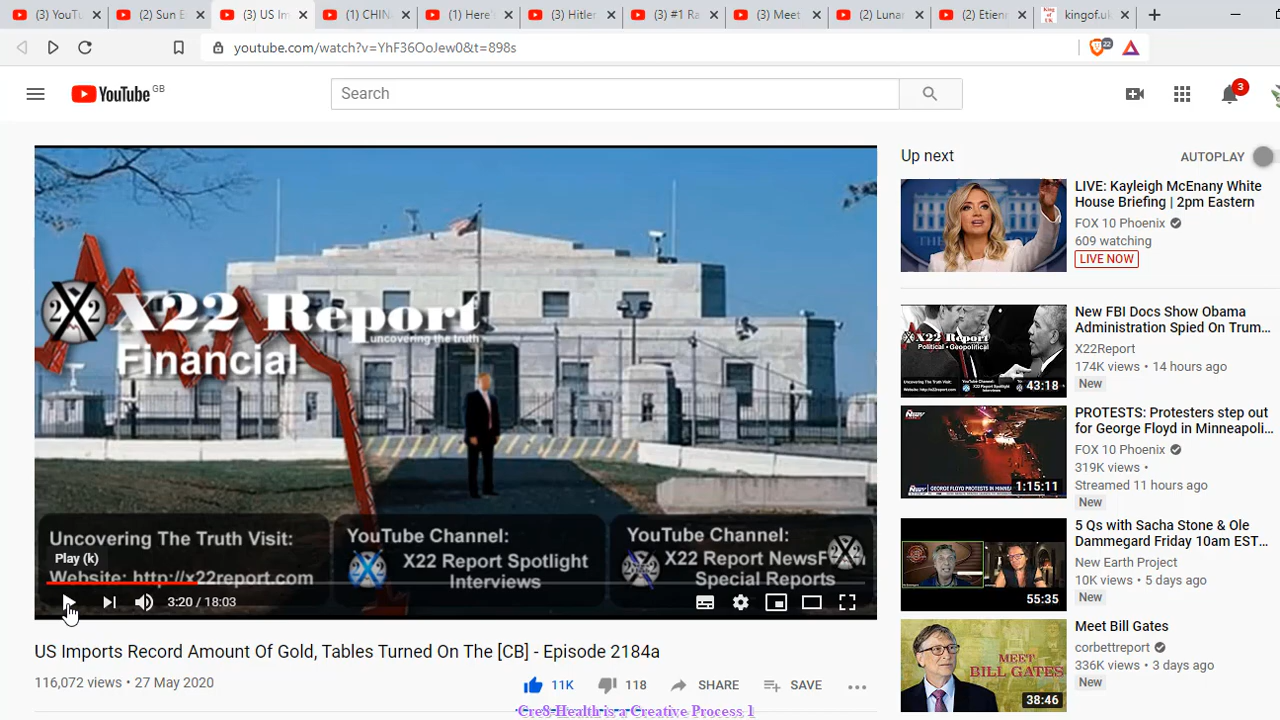 (3) YouT
(2) Sun E
(3) US Im
(1) CHIN
(1) Here's
(3) Hitler
(3) #1 Ra
(3) Meet
(2) Lunar
(2) Etien
kingof.uk
youtube.com/watch?v=YhF36OoJew0&t=898s
22
YouTube GB
Search
3
X22 Report
uncovering the truth
Financial
Uncovering The Truth Visit:
Website: http://x22report.com
YouTube Channel:
X22 Report Spotlight
Interviews
YouTube Channel:
X22 Report NewsF
Special Reports
Play (k)
3:20 / 18:03
US Imports Record Amount Of Gold, Tables Turned On The [CB] - Episode 2184a
116,072 views • 27 May 2020
11K
118
SHARE
SAVE
Cre8 Health is a Creative Process 1
Up next
AUTOPLAY
LIVE: Kayleigh McEnany White
House Briefing | 2pm Eastern
FOX 10 Phoenix
609 watching
LIVE NOW
X22 Report
Political • Geopolitical
43:18
New FBI Docs Show Obama
Administration Spied On Trum...
X22Report
174K views • 14 hours ago
New
1:15:11
PROTESTS: Protesters step out
for George Floyd in Minneapoli...
FOX 10 Phoenix
319K views •
Streamed 11 hours ago
New
55:35
5 Qs with Sacha Stone & Ole
Dammegard Friday 10am EST...
New Earth Project
10K views • 5 days ago
New
MEET
BILL GATES
38:46
Meet Bill Gates
corbettreport
336K views • 3 days ago
New